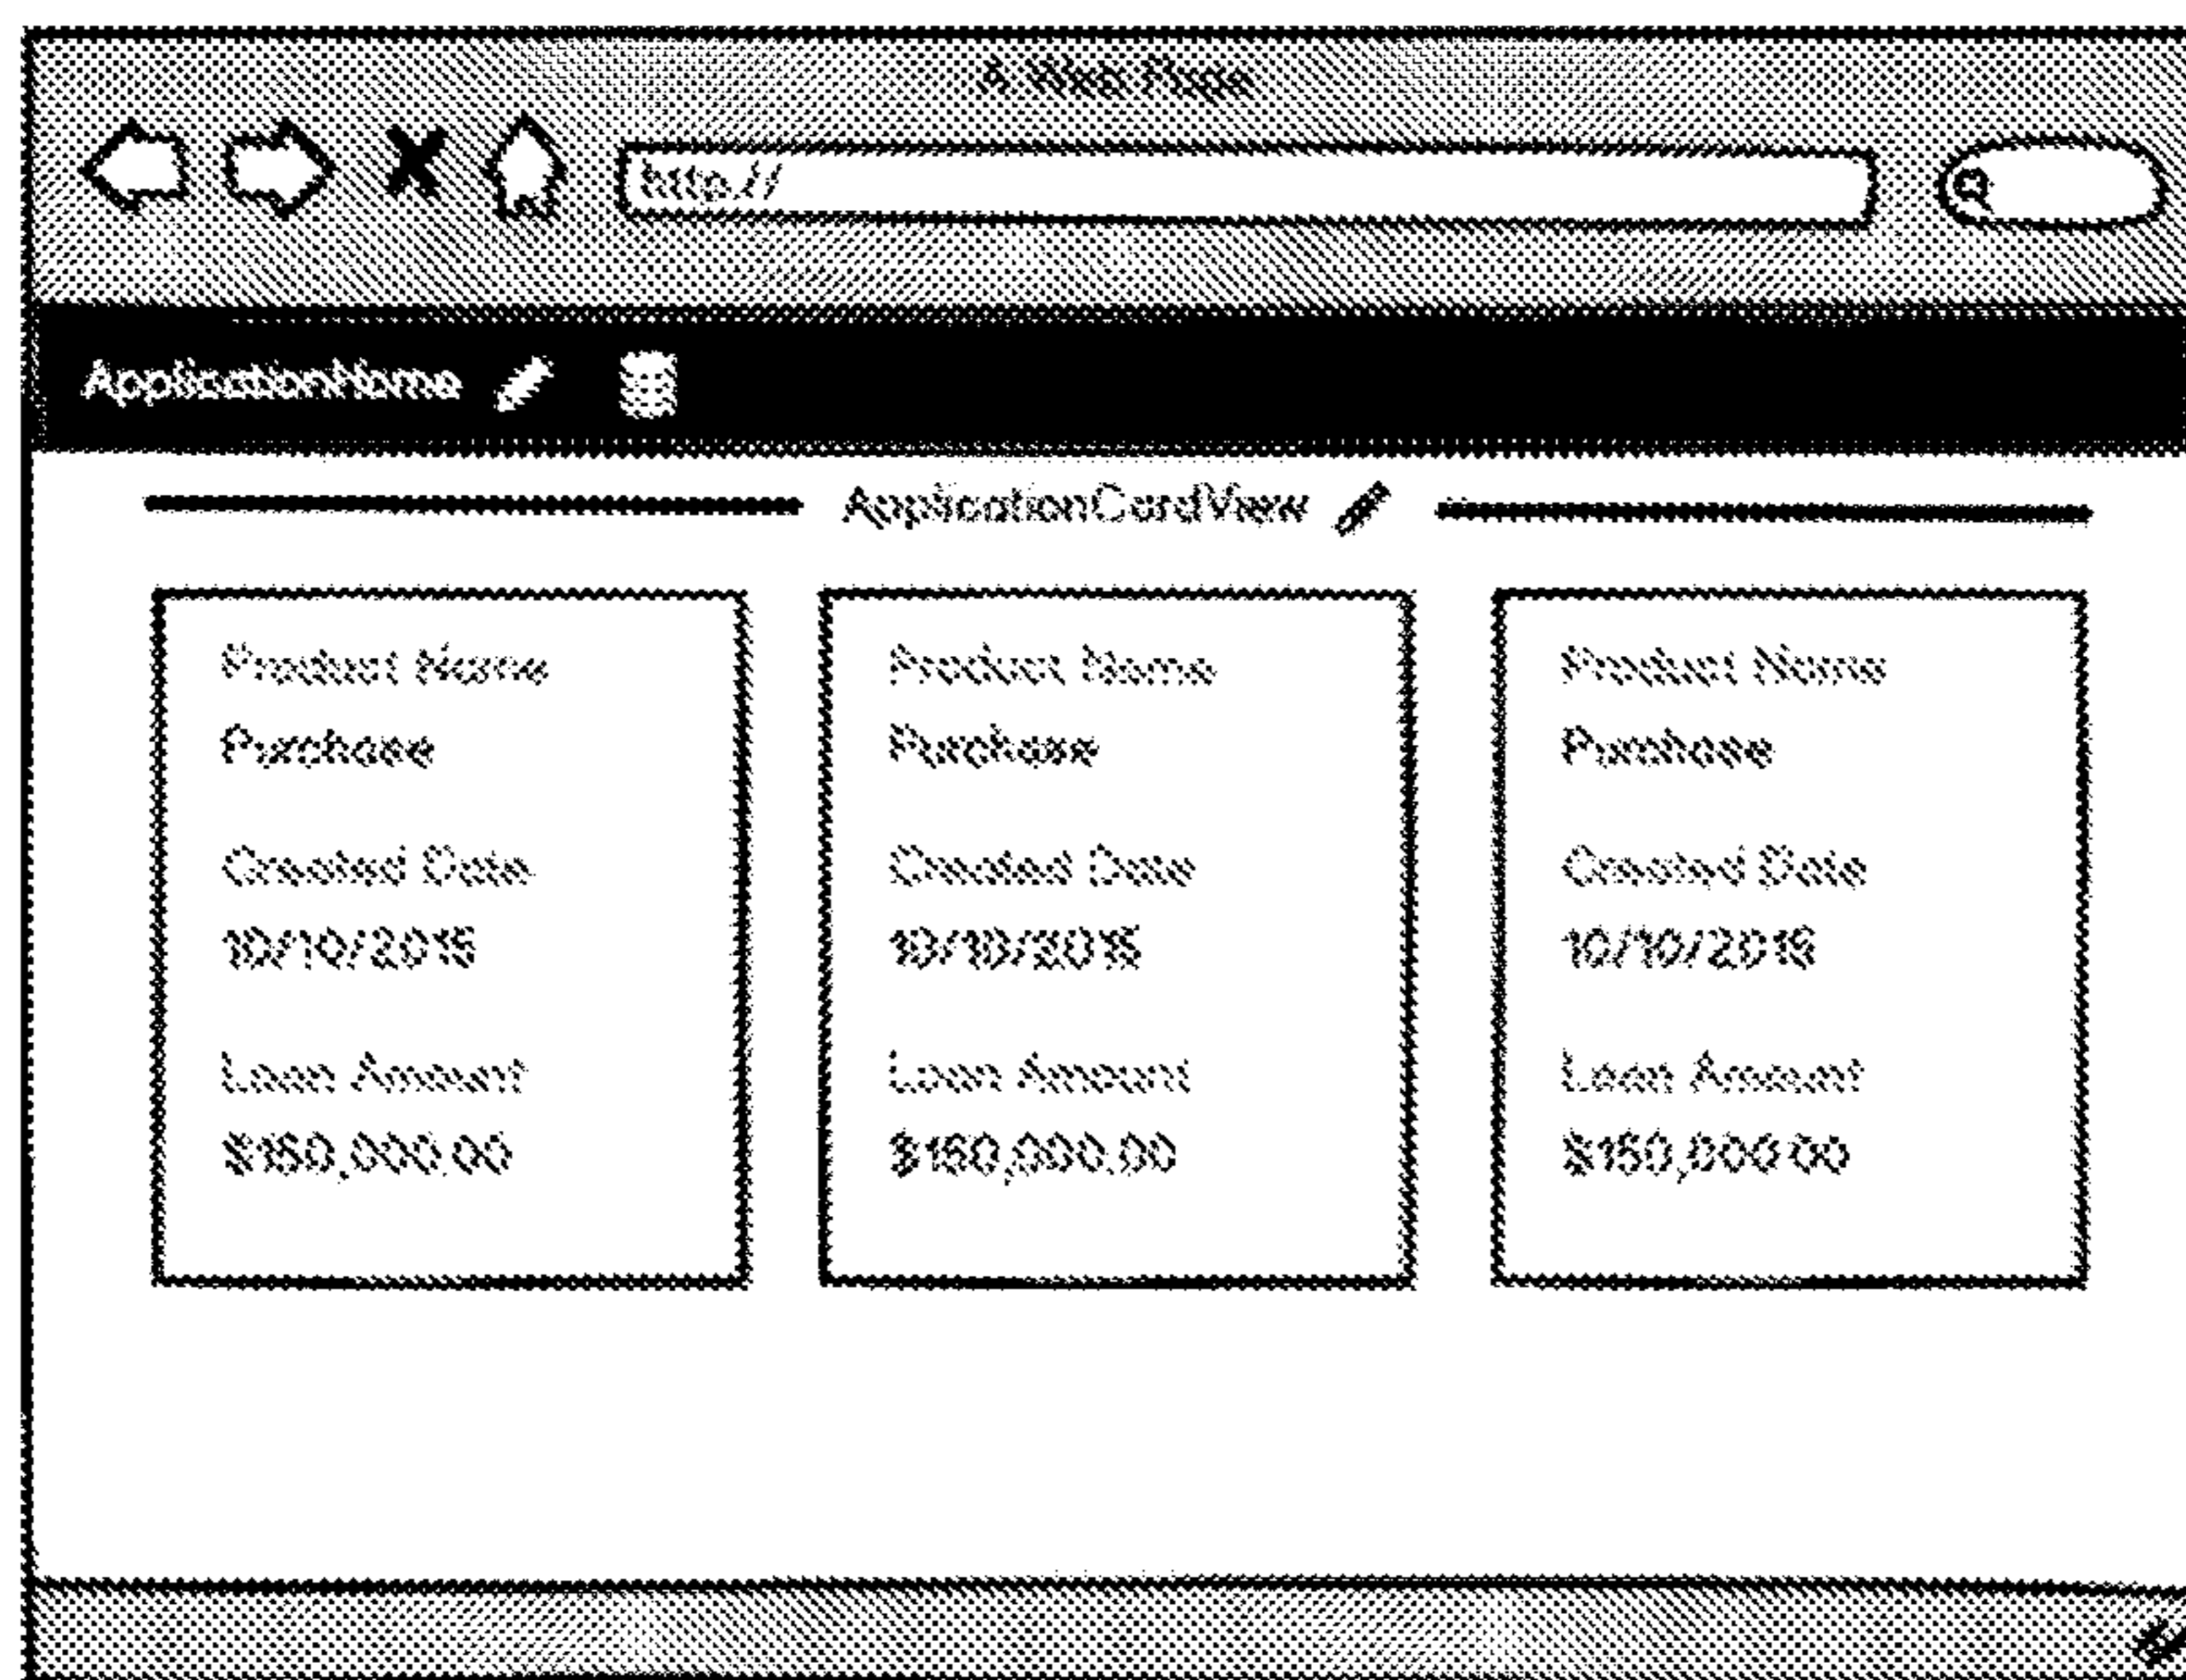 A Web Page
http://
ApplicationHome
ApplicationCardView
Product Name
Purchase
Created Date
10/10/2015
Loan Amount
$150,000.00
Product Name
Purchase
Created Date
10/10/2015
Loan Amount
$150,000.00
Product Name
Purchase
Created Date
10/10/2015
Loan Amount
$150,000.00